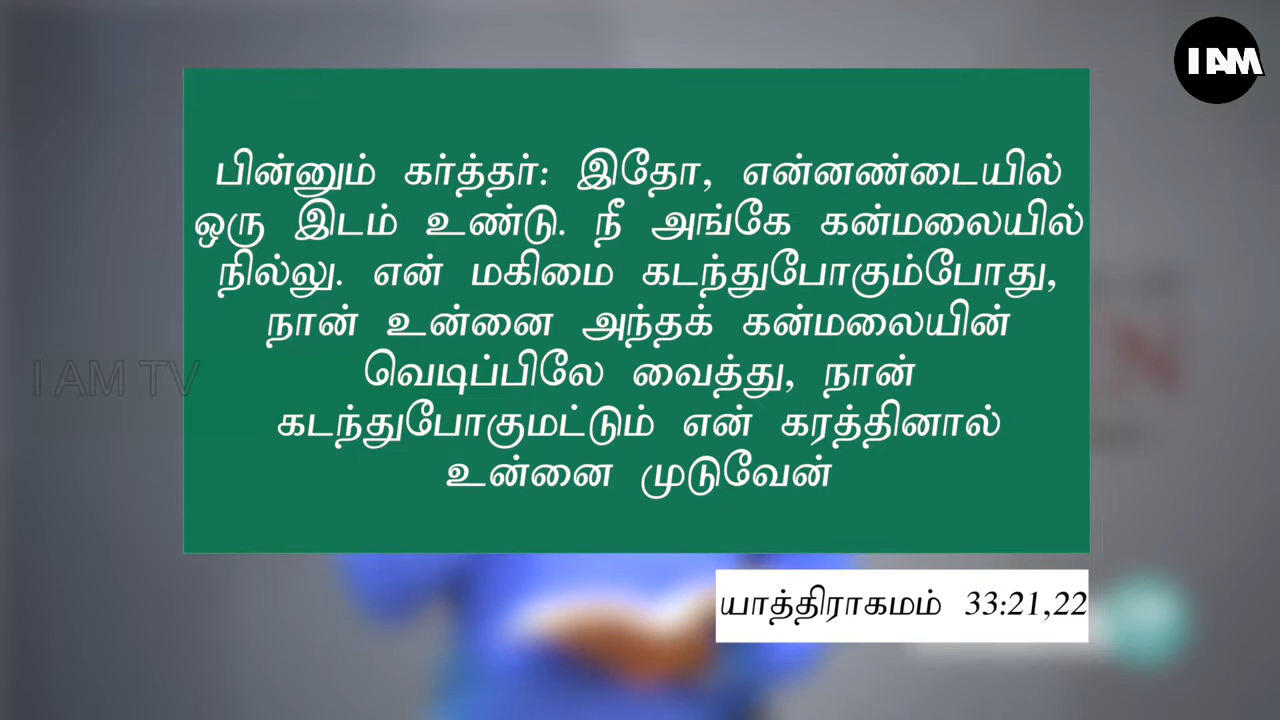 I AM
பின்னும் கர்த்தர்: இதோ, என்னண்டையில்
ஒரு இடம் உண்டு. நீ அங்கே கன்மலையில்
நில்லு. என் மகிமை கடந்துபோகும்போது,
நான் உன்னை அந்தக் கன்மலையின்
வெடிப்பிலே வைத்து, நான்
கடந்துபோகுமட்டும் என் கரத்தினால்
உன்னை முடுவேன்
I AM TV
யாத்திராகமம் 33:21,22